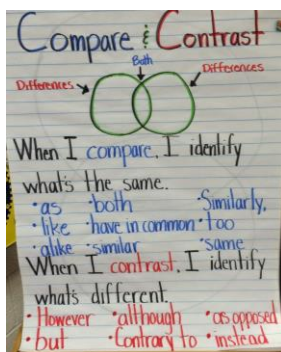 Compare & Contrast
Both
Differences
Differences
When I compare, I identify
what's the same.
•as •both •Similarly,
•like •have in common •too
•alike •similar •same
When I contrast, I identify
what's different.
•However •although •as opposed
•but •Contrary to •instead